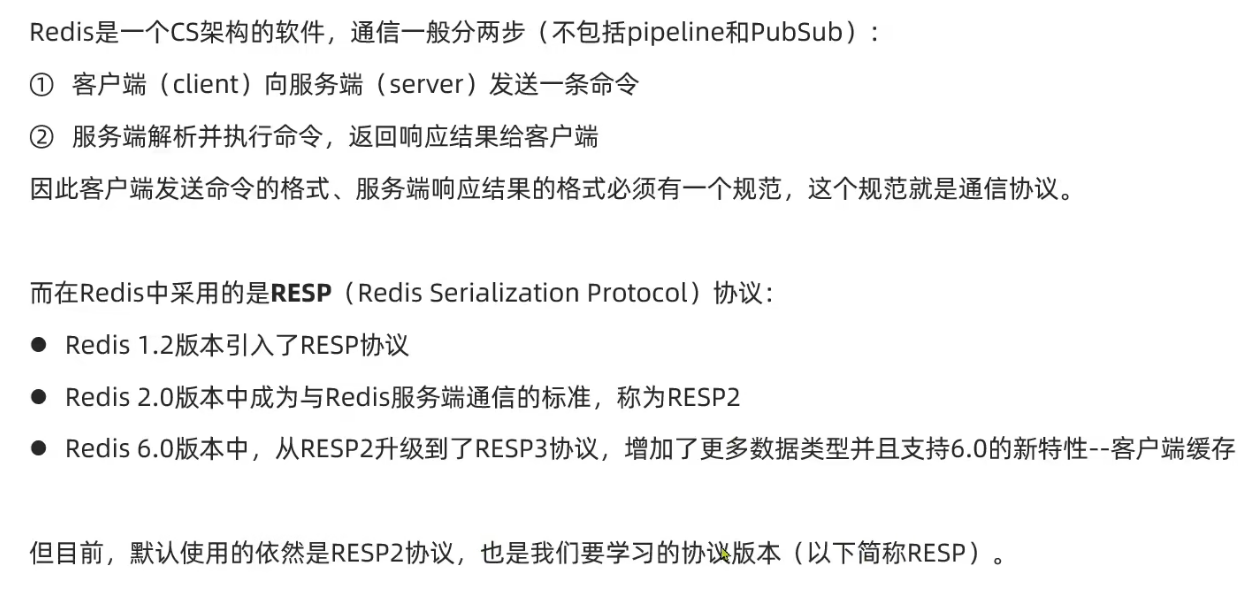 Redis是一个CS架构的软件，通信一般分两步（不包括pipeline和PubSub）：
① 客户端（client）向服务端（server）发送一条命令
② 服务端解析并执行命令，返回响应结果给客户端
因此客户端发送命令的格式、服务端响应结果的格式必须有一个规范，这个规范就是通信协议。
而在Redis中采用的是RESP（Redis Serialization Protocol）协议：
● Redis 1.2版本引入了RESP协议
● Redis 2.0版本中成为与Redis服务端通信的标准，称为RESP2
● Redis 6.0版本中，从RESP2升级到了RESP3协议，增加了更多数据类型并且支持6.0的新特性--客户端缓存
但目前，默认使用的依然是RESP2协议，也是我们要学习的协议版本（以下简称RESP）。